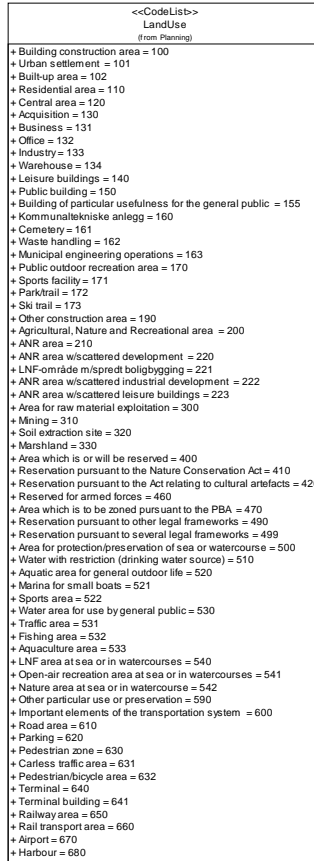 <<CodeList>>
LandUse
(from Planning)
+ Building construction area = 100
+ Urban settlement = 101
+ Built-up area = 102
+ Residential area = 110
+ Central area = 120
+ Acquisition = 130
+ Business = 131
+ Office = 132
+ Industry = 133
+ Warehouse = 134
+ Leisure buildings = 140
+ Public building = 150
+ Building of particular usefulness for the general public = 155
+ Kommunaltekniske anlegg = 160
+ Cemetery = 161
+ Waste handling = 162
+ Municipal engineering operations = 163
+ Public outdoor recreation area = 170
+ Sports facility = 171
+ Park/trail = 172
+ Ski trail = 173
+ Other construction area = 190
+ Agricultural, Nature and Recreational area = 200
+ ANR area = 210
+ ANR area w/scattered development = 220
+ LNF-område m/spredt boligbygging = 221
+ ANR area w/scattered industrial development = 222
+ ANR area w/scattered leisure buildings = 223
+ Area for raw material exploitation = 300
+ Mining = 310
+ Soil extraction site = 320
+ Marshland = 330
+ Area which is or will be reserved = 400
+ Reservation pursuant to the Nature Conservation Act = 410
+ Reservation pursuant to the Act relating to cultural artefacts = 420
+ Reserved for armed forces = 460
+ Area which is to be zoned pursuant to the PBA = 470
+ Reservation pursuant to other legal frameworks = 490
+ Reservation pursuant to several legal frameworks = 499
+ Area for protection/preservation of sea or watercourse = 500
+ Water with restriction (drinking water source) = 510
+ Aquatic area for general outdoor life = 520
+ Marina for small boats = 521
+ Sports area = 522
+ Water area for use by general public = 530
+ Traffic area = 531
+ Fishing area = 532
+ Aquaculture area = 533
+ LNF area at sea or in watercourses = 540
+ Open-air recreation area at sea or in watercourses = 541
+ Nature area at sea or in watercourse = 542
+ Other particular use or preservation = 590
+ Important elements of the transportation system = 600
+ Road area = 610
+ Parking = 620
+ Pedestrian zone = 630
+ Carless traffic area = 631
+ Pedestrian/bicycle area = 632
+ Terminal = 640
+ Terminal building = 641
+ Railway area = 650
+ Rail transport area = 660
+ Airport = 670
+ Harbour = 680